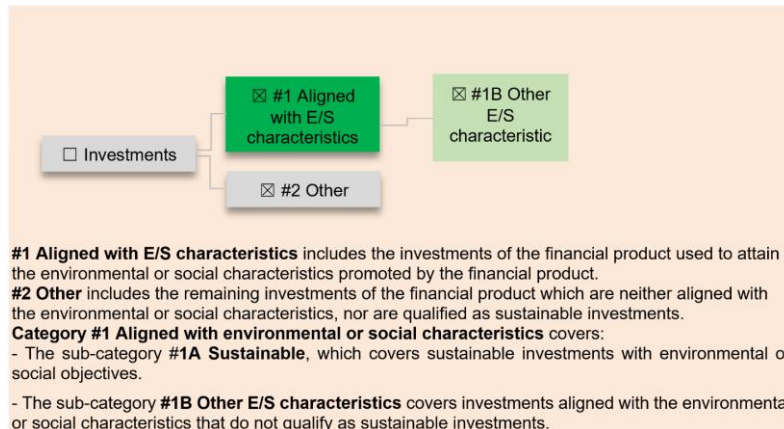 ☒ #1 Aligned
with E/S
characteristics
☒ #1B Other
E/S
characteristic
☐ Investments
☒ #2 Other
#1 Aligned with E/S characteristics includes the investments of the financial product used to attain
the environmental or social characteristics promoted by the financial product.
#2 Other includes the remaining investments of the financial product which are neither aligned with
the environmental or social characteristics, nor are qualified as sustainable investments.
Category #1 Aligned with environmental or social characteristics covers:
- The sub-category #1A Sustainable, which covers sustainable investments with environmental o
social objectives.
- The sub-category #1B Other E/S characteristics covers investments aligned with the environmenta
or social characteristics that do not qualify as sustainable investments.